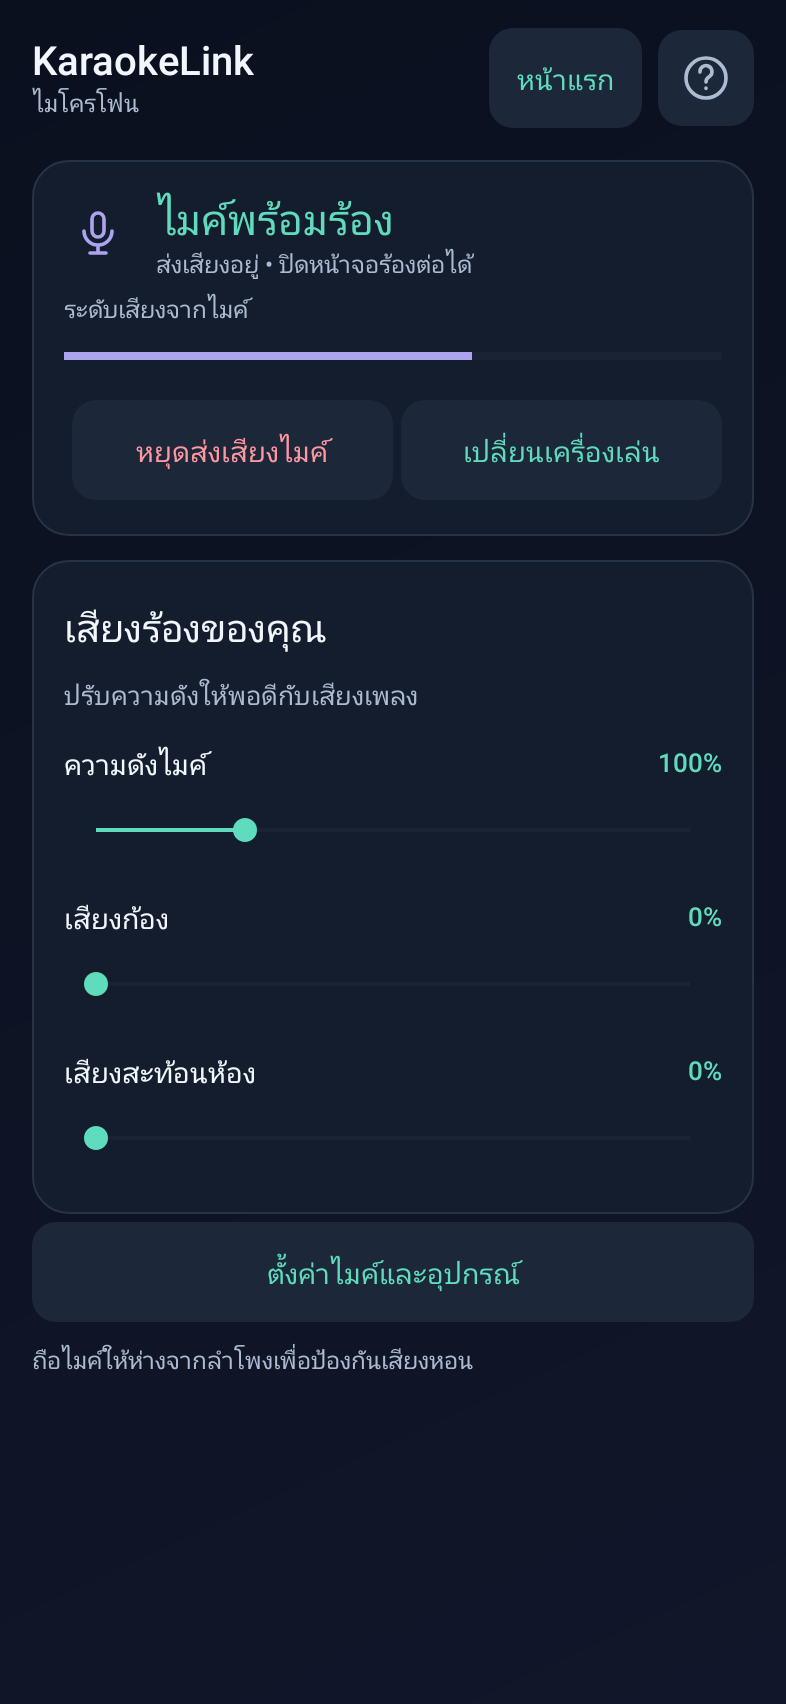 KaraokeLink
ไมโครโฟน
หน้าแรก
ไมค์พร้อมร้อง
ส่งเสียงอยู่ • ปิดหน้าจอร้องต่อได้
ระดับเสียงจากไมค์
หยุดส่งเสียงไมค์
เปลี่ยนเครื่องเล่น
เสียงร้องของคุณ
ปรับความดังให้พอดีกับเสียงเพลง
ความดังไมค์
100%
เสียงก้อง
0%
เสียงสะท้อนห้อง
0%
ตั้งค่าไมค์และอุปกรณ์
ถือไมค์ให้ห่างจากลำโพงเพื่อป้องกันเสียงหอน